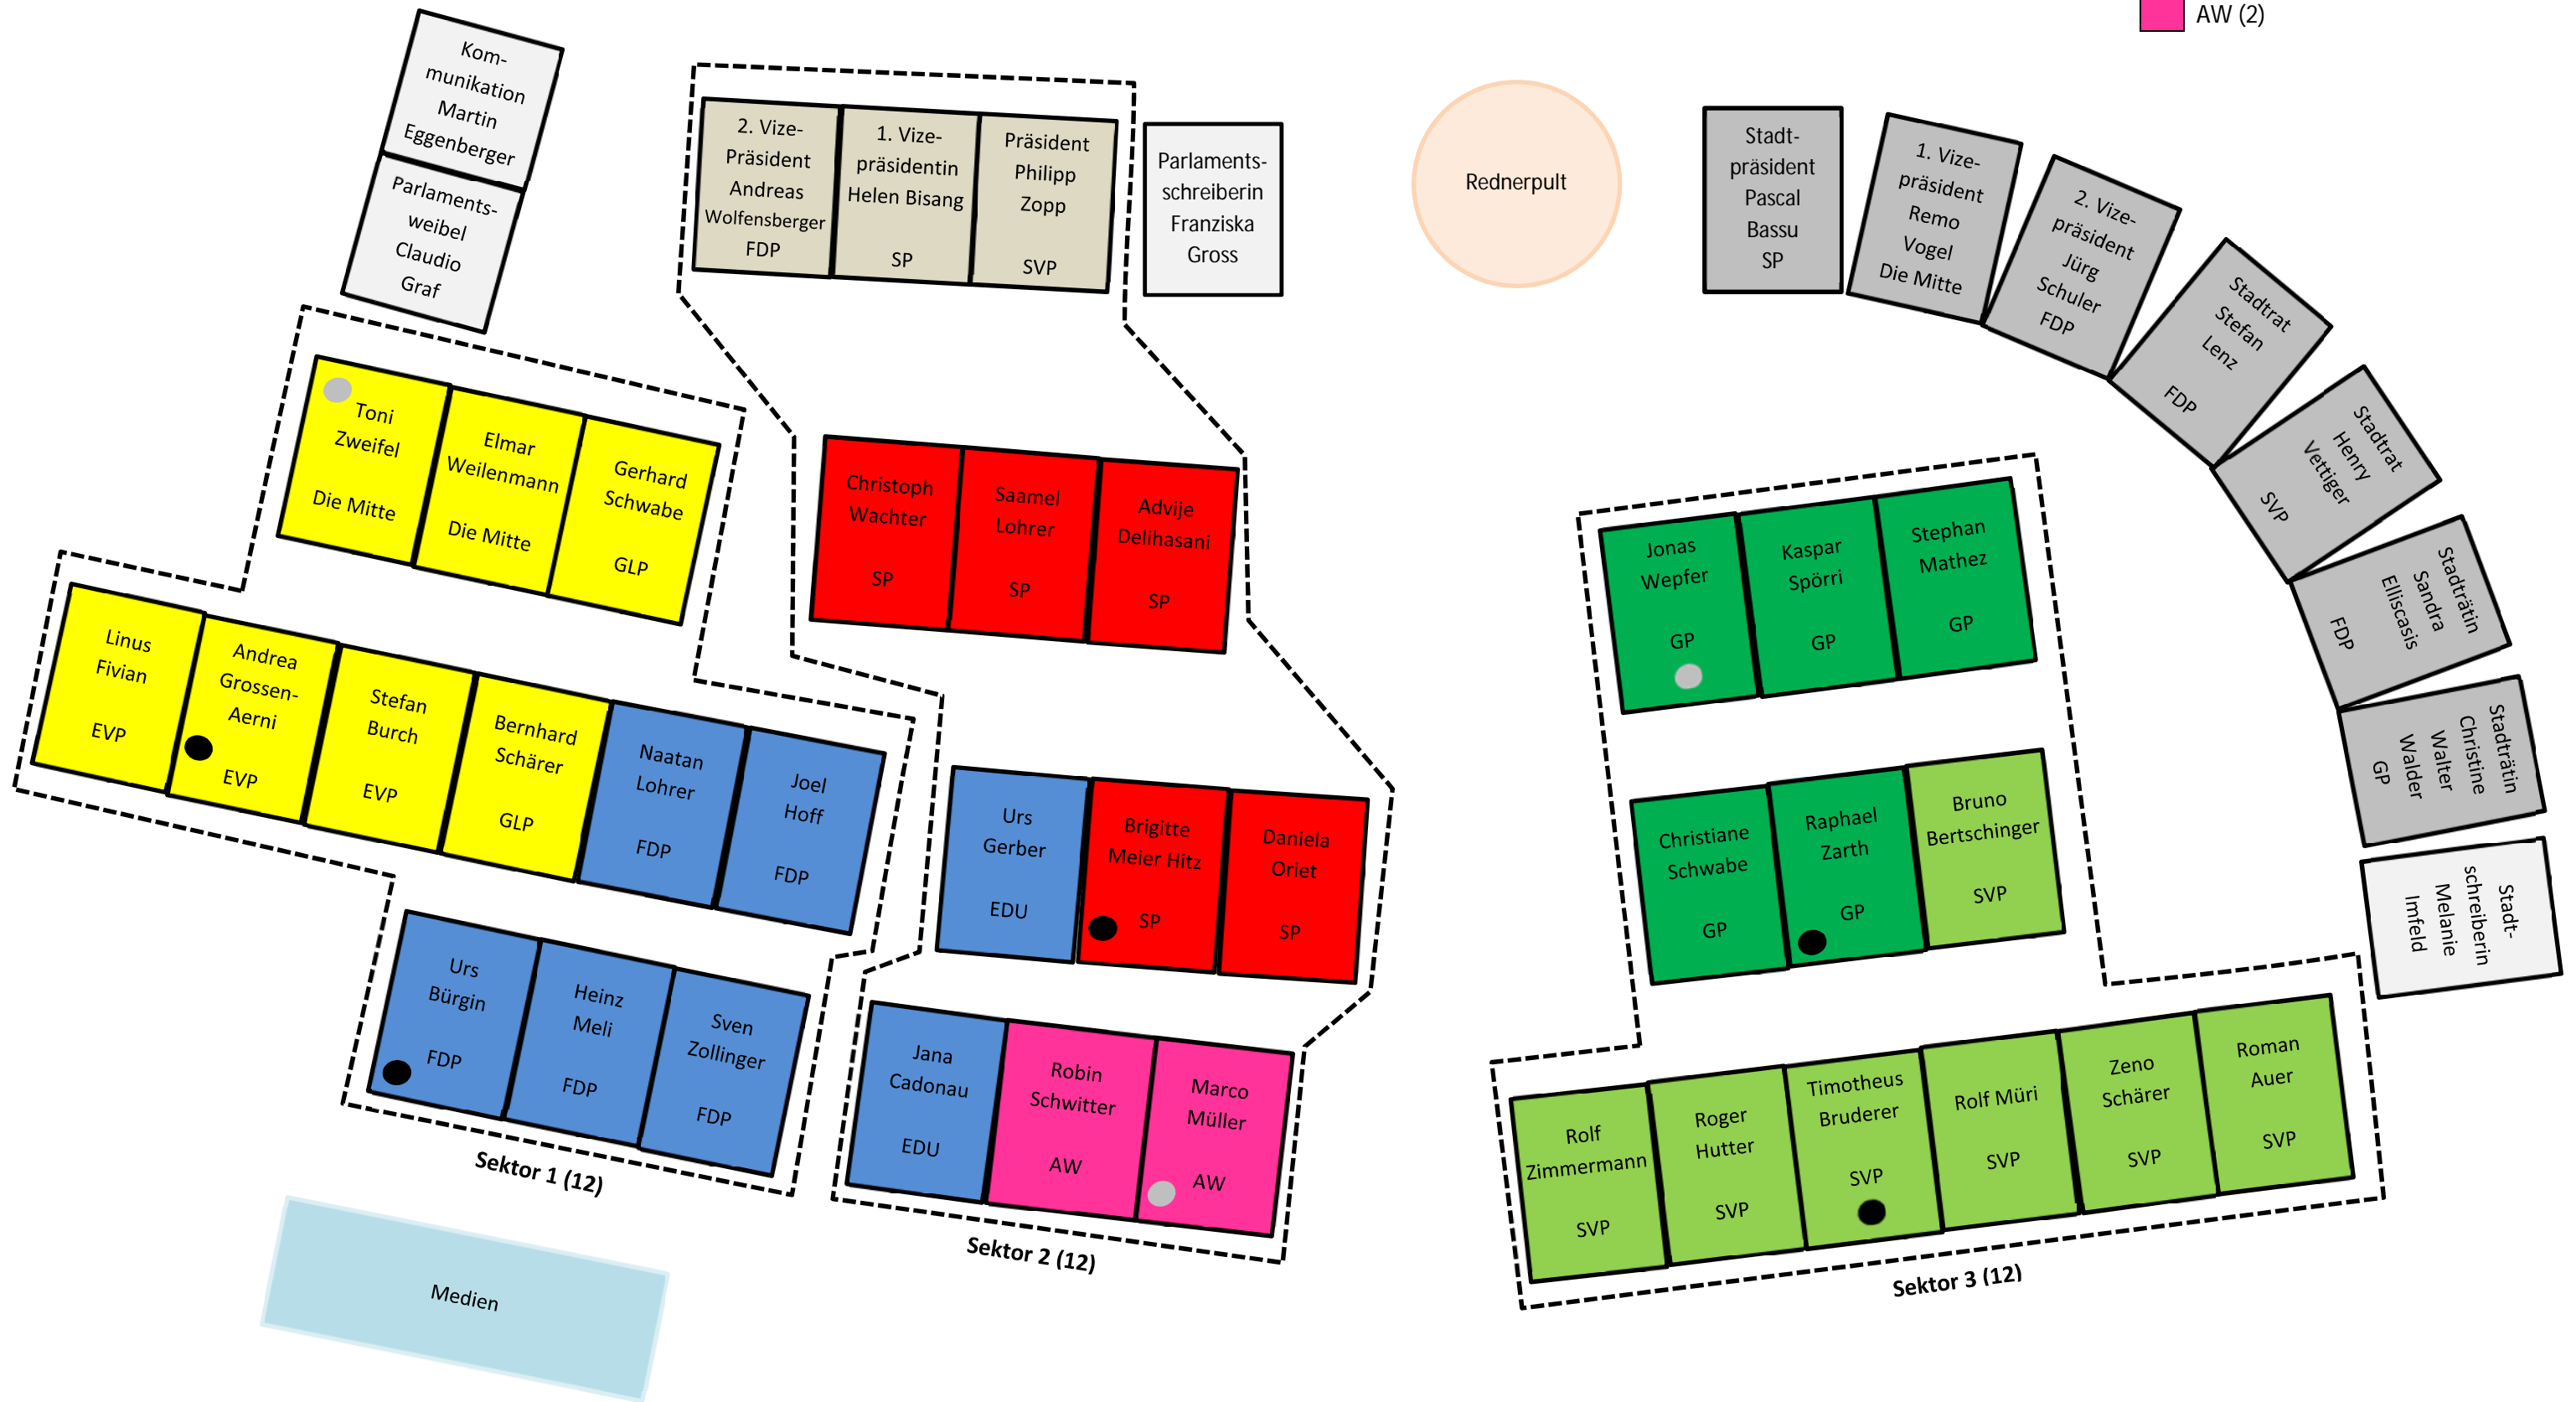 AW (2)
Kom-
munikation
Martin
Eggenberger
Parlaments-
weibel
Claudio
Graf
2. Vize-
Präsident
Andreas
Wolfensberger
FDP
1. Vize-
präsidentin
Helen Bisang
SP
Präsident
Philipp
Zopp
SVP
Parlaments-
schreiberin
Franziska
Gross
Rednerpult
Stadt-
präsident
Pascal
Bassu
SP
1. Vize-
präsident
Remo
Vogel
Die Mitte
2. Vize-
präsident
Jürg
Schuler
FDP
Stadtrat
Stefan
Lenz
FDP
Stadtrat
Henry
Vettiger
SVP
Stadträtin
Sandra
Elliscasis
FDP
Stadträtin
Christine
Walter
Walder
GP
Stadt-
schreiberin
Melanie
Imfeld
Toni
Zweifel
Die Mitte
Elmar
Weilenmann
Die Mitte
Gerhard
Schwabe
GLP
Linus
Fivian
EVP
Andrea
Grossen-
Aerni
EVP
Stefan
Burch
EVP
Bernhard
Schärer
GLP
Naatan
Lohrer
FDP
Joel
Hoff
FDP
Urs
Bürgin
FDP
Heinz
Meli
FDP
Sven
Zollinger
FDP
Sektor 1 (12)
Medien
Christoph
Wachter
SP
Saamel
Lohrer
SP
Advije
Delihasani
SP
Urs
Gerber
EDU
Brigitte
Meier Hitz
SP
Daniela
Oriet
SP
Jana
Cadonau
EDU
Robin
Schwitter
AW
Marco
Müller
AW
Sektor 2 (12)
Jonas
Wepfer
GP
Kaspar
Spörri
GP
Stephan
Mathez
GP
Christiane
Schwabe
GP
Raphael
Zarth
GP
Bruno
Bertschinger
SVP
Rolf
Zimmermann
SVP
Roger
Hutter
SVP
Timotheus
Bruderer
SVP
Rolf Müri
SVP
Zeno
Schärer
SVP
Roman
Auer
SVP
Sektor 3 (12)